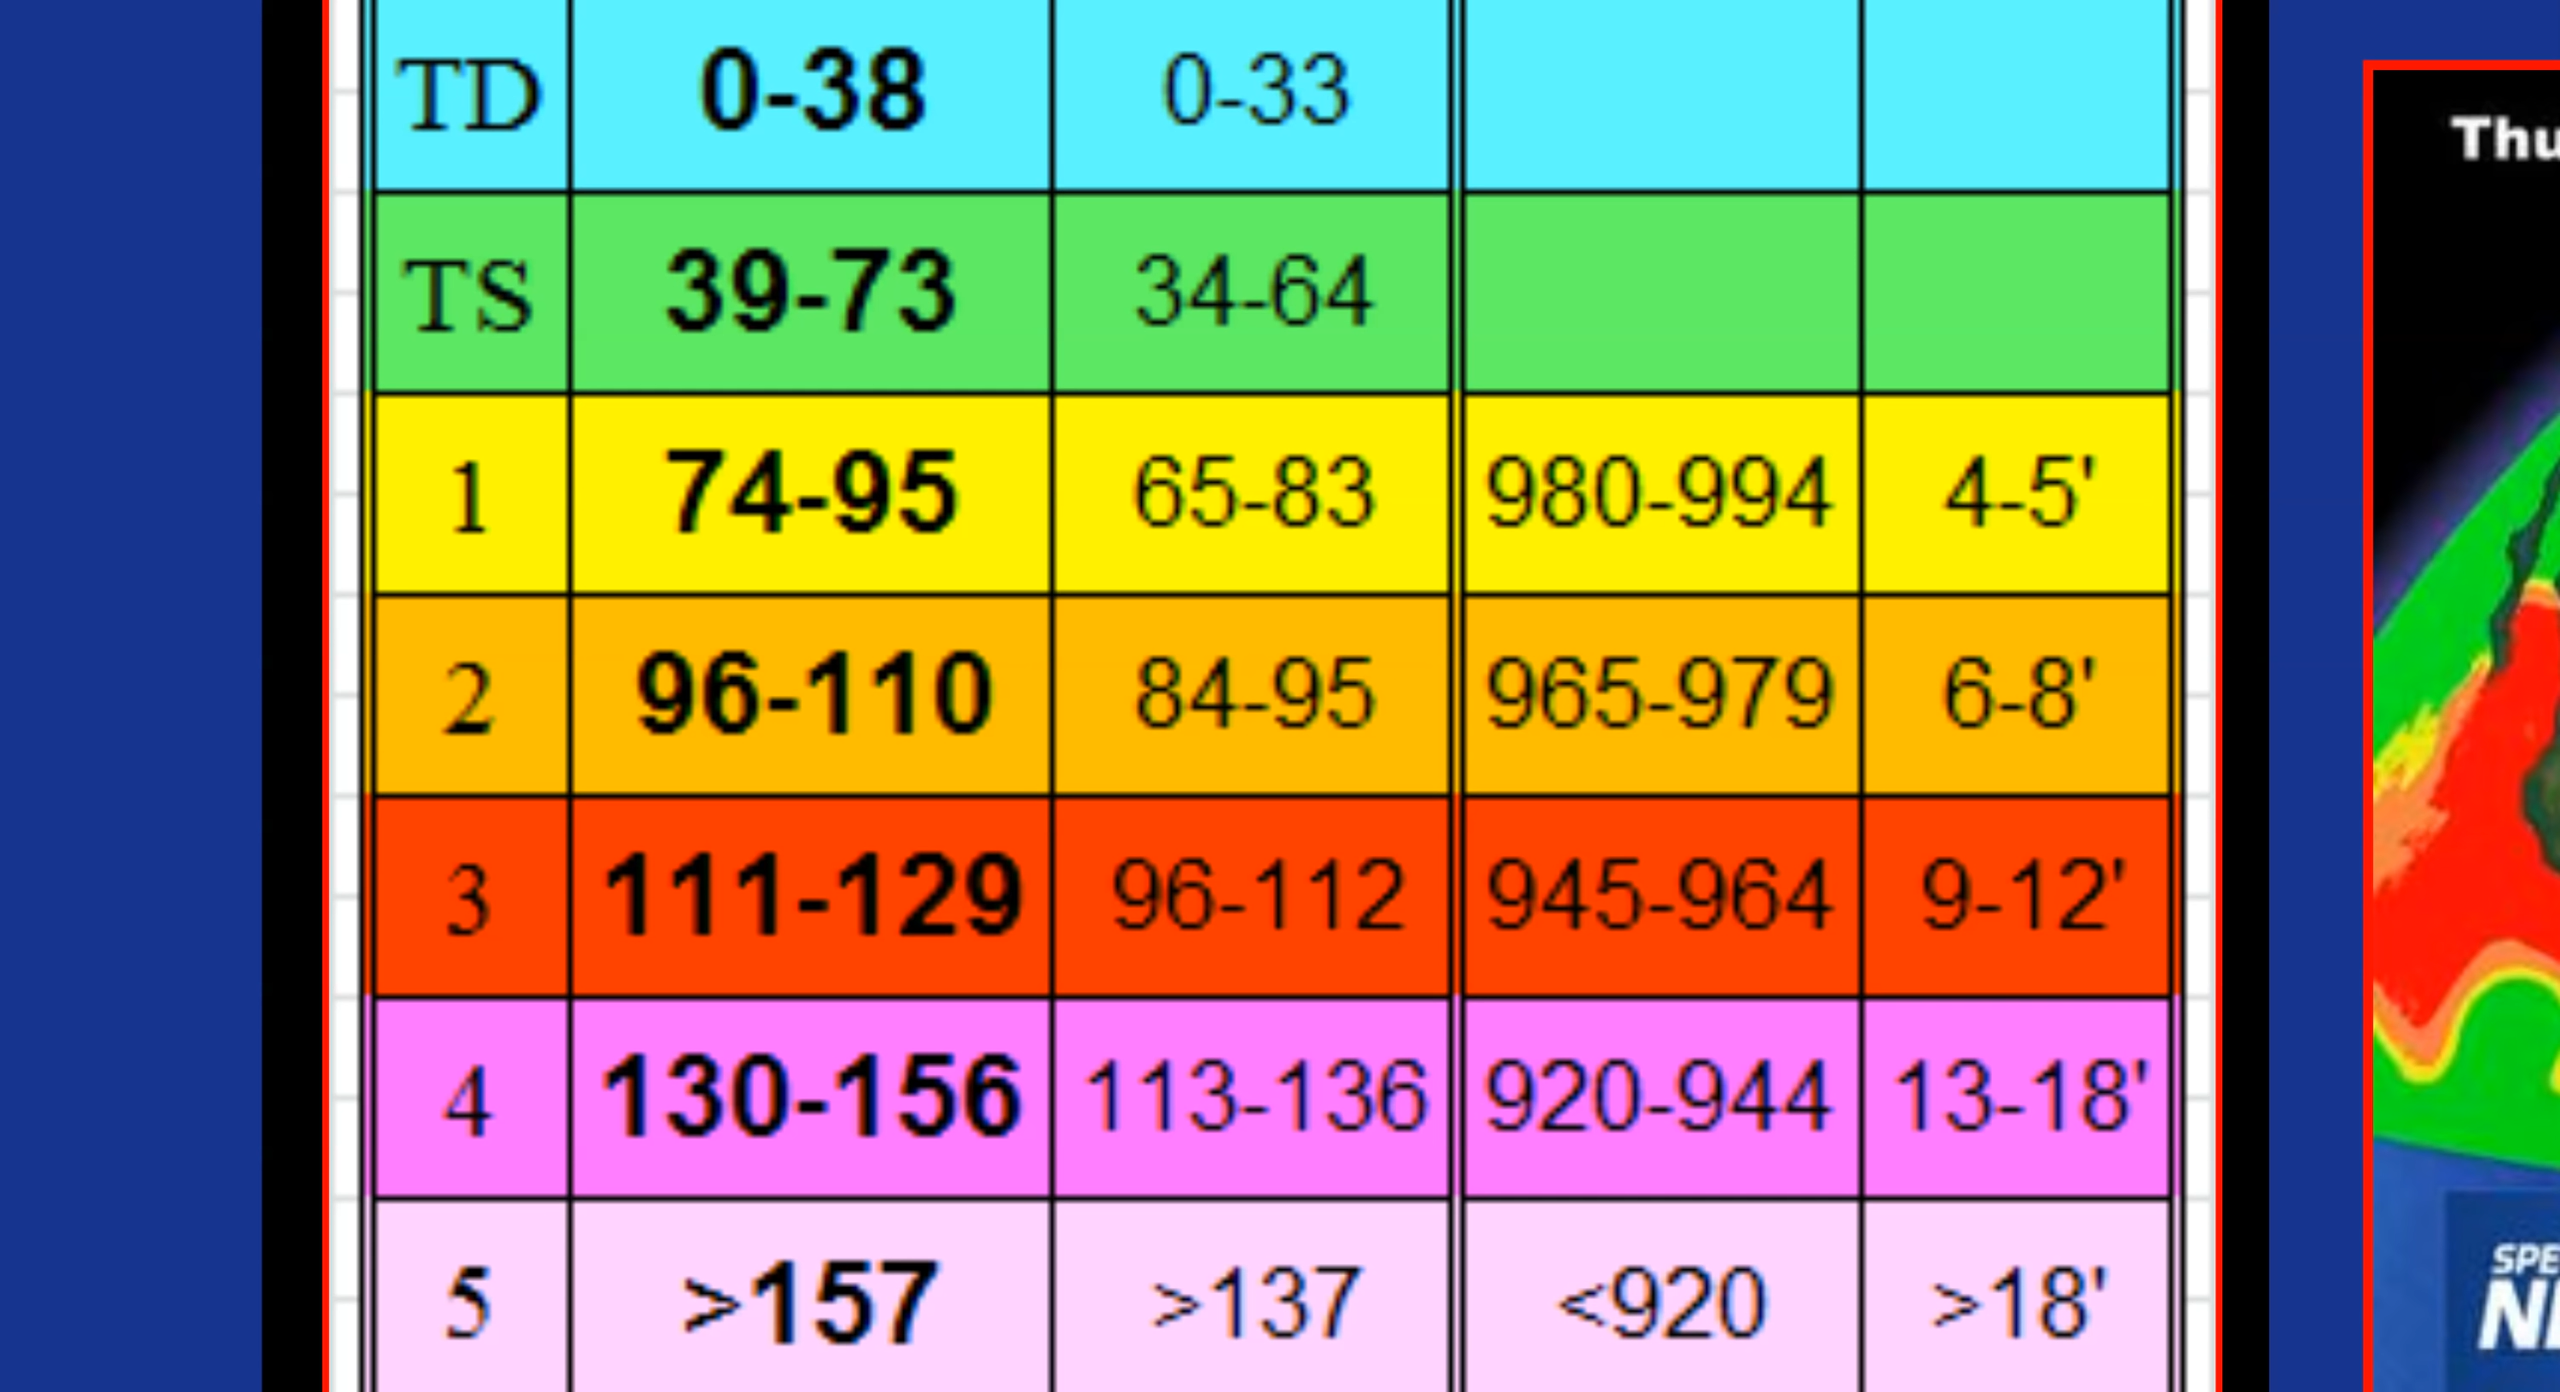 TD 0-38 0-33
TS 39-73 34-64
1 74-95 65-83 980-994 4-5'
2 96-110 84-95 965-979 6-8'
3 111-129 96-112 945-964 9-12'
4 130-156 113-136 920-944 13-18'
5 >157 >137 <920 >18'
Thu
SPE